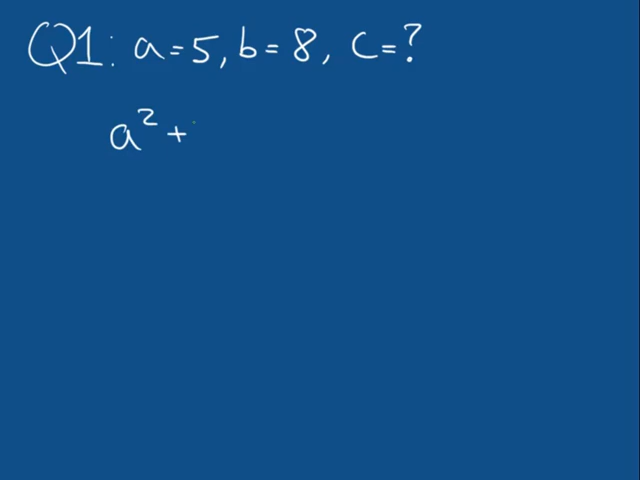 Q1: a = 5, b = 8, c = ?
a² +